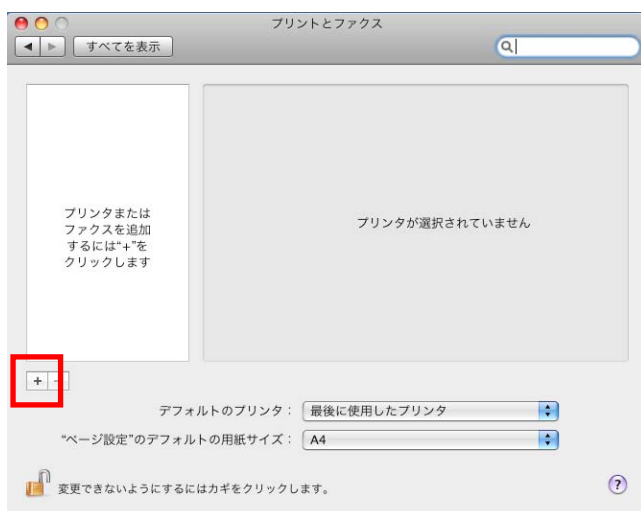 プリントとファクス
すべてを表示
プリンタまたは
ファクスを追加
するには“+”を
クリックします
プリンタが選択されていません
+ -
デフォルトのプリンタ： 最後に使用したプリンタ
“ページ設定”のデフォルトの用紙サイズ： A4
変更できないようにするにはカギをクリックします。
?